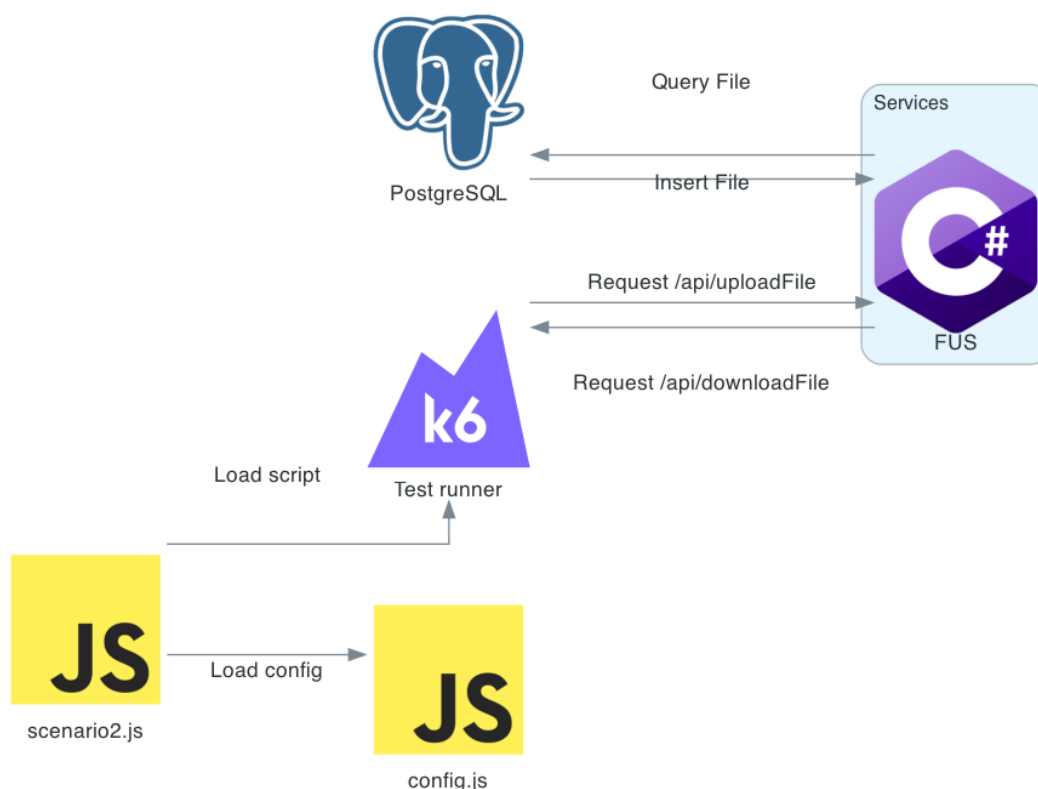 Query File
Services
Insert File
PostgreSQL
C#
Request /api/uploadFile
FUS
Request /api/downloadFile
k6
Load script
Test runner
JS
Load config
JS
scenario2.js
config.js